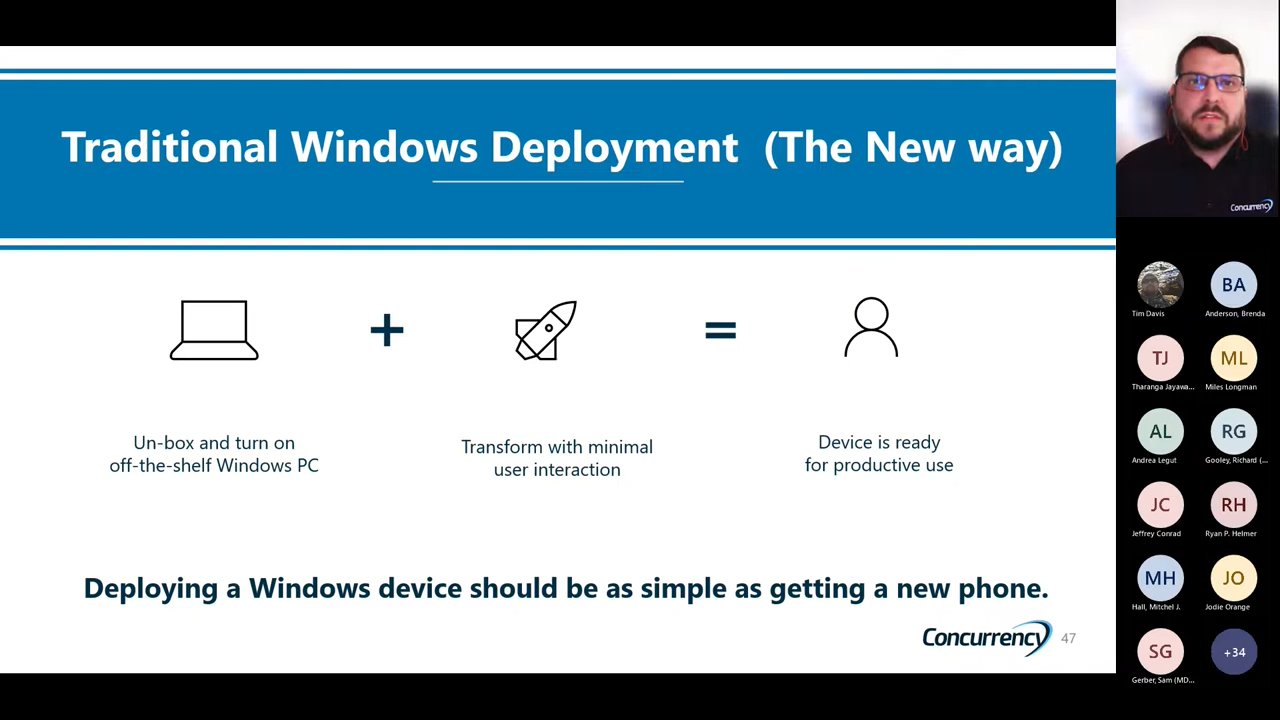 Traditional Windows Deployment (The New way)
+
=
Un-box and turn on
off-the-shelf Windows PC
Transform with minimal
user interaction
Device is ready
for productive use
Deploying a Windows device should be as simple as getting a new phone.
Concurrency
47
Concurrency
Tim Davis
BA
Anderson, Brenda
TJ
Tharanga Jayawa...
ML
Miles Longman
AL
Andrea Legut
RG
Gooley, Richard (...
JC
Jeffrey Conrad
RH
Ryan P. Helmer
MH
Hall, Mitchel J.
JO
Jodie Orange
SG
Gerber, Sam (MD...
+34